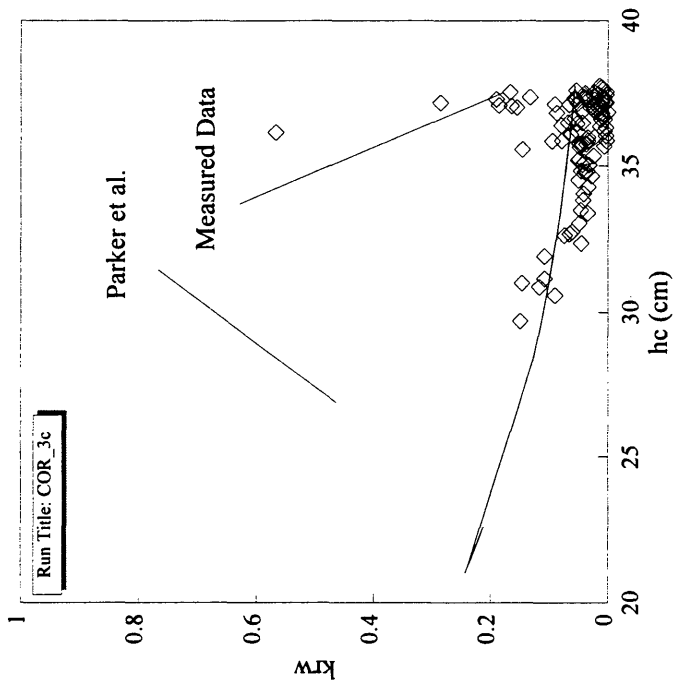 Run Title: COR_3c
Parker et al.
Measured Data
krw
1
0.8
0.6
0.4
0.2
0
20
25
30
35
40
hc (cm)